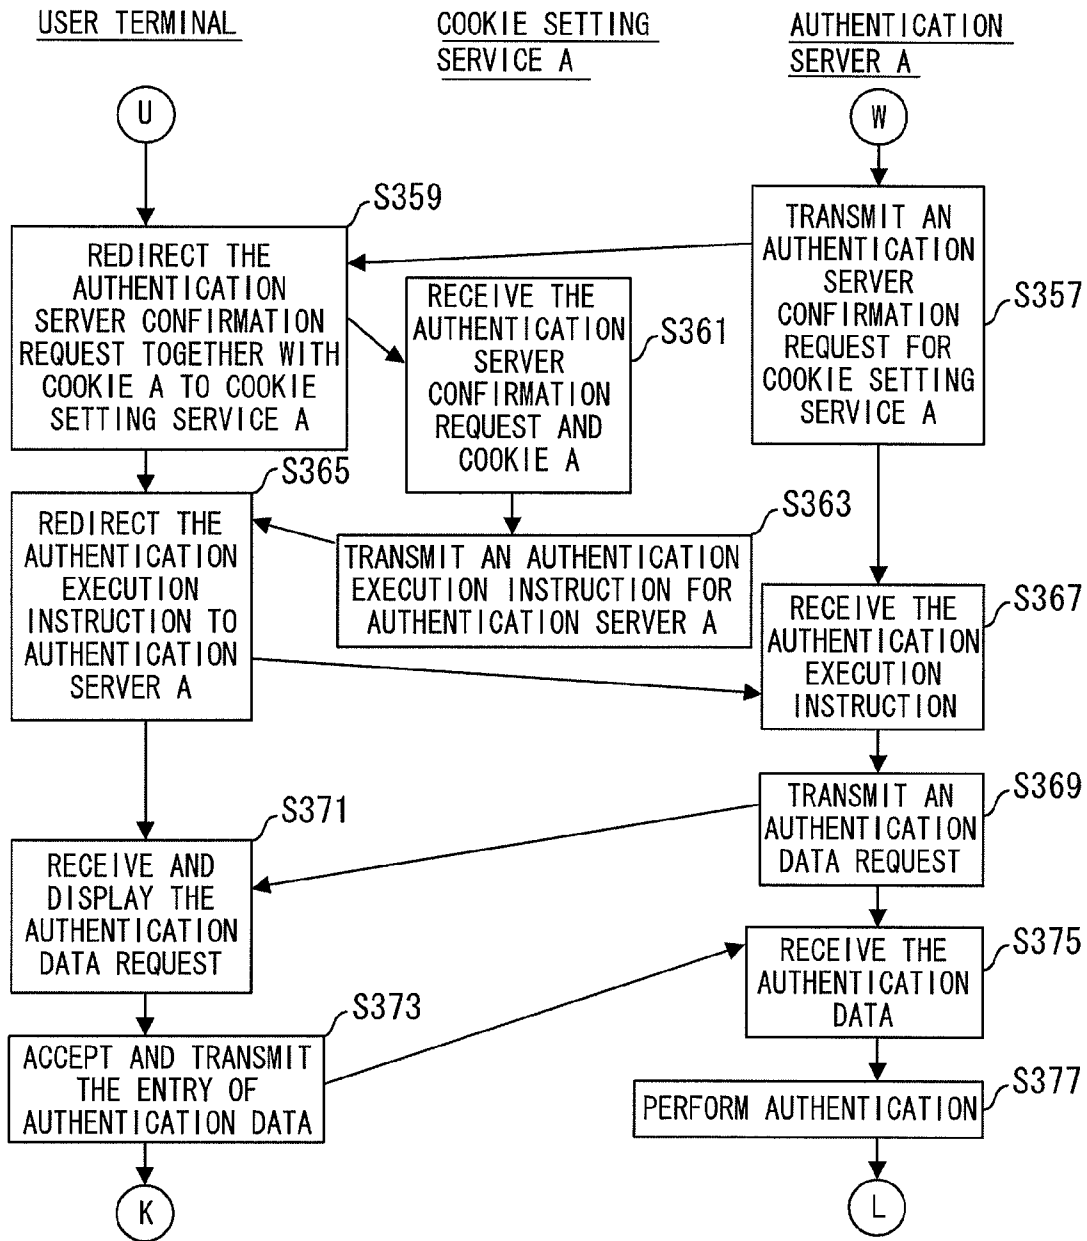 USER TERMINAL
COOKIE SETTING
SERVICE A
AUTHENTICATION
SERVER A
U
W
S359
REDIRECT THE
AUTHENTICATION
SERVER CONFIRMATION
REQUEST TOGETHER WITH
COOKIE A TO COOKIE
SETTING SERVICE A
TRANSMIT AN
AUTHENTICATION
SERVER
CONFIRMATION
REQUEST FOR
COOKIE SETTING
SERVICE A
S357
RECEIVE THE
AUTHENTICATION
SERVER
CONFIRMATION
REQUEST AND
COOKIE A
S361
S365
REDIRECT THE
AUTHENTICATION
EXECUTION
INSTRUCTION TO
AUTHENTICATION
SERVER A
S363
TRANSMIT AN AUTHENTICATION
EXECUTION INSTRUCTION FOR
AUTHENTICATION SERVER A
S367
RECEIVE THE
AUTHENTICATION
EXECUTION
INSTRUCTION
S369
TRANSMIT AN
AUTHENTICATION
DATA REQUEST
S371
RECEIVE AND
DISPLAY THE
AUTHENTICATION
DATA REQUEST
S375
RECEIVE THE
AUTHENTICATION
DATA
S373
ACCEPT AND TRANSMIT
THE ENTRY OF
AUTHENTICATION DATA
S377
PERFORM AUTHENTICATION
K
L